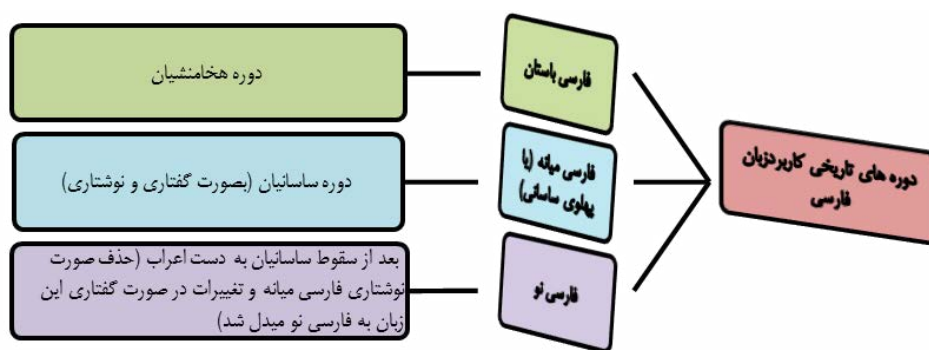 دوره های تاریخی کاربردزبان
فارسی
فارسی باستان
دوره هخامنشیان
فارسی میانه (یا
پهلوی ساسانی)
دوره ساسانیان (بصورت گفتاری و نوشتاری)
فارسی نو
بعد از سقوط ساسانیان به دست اعراب (حذف صورت
نوشتاری فارسی میانه و تغییرات در صورت گفتاری این
زبان به فارسی نو میدل شد)